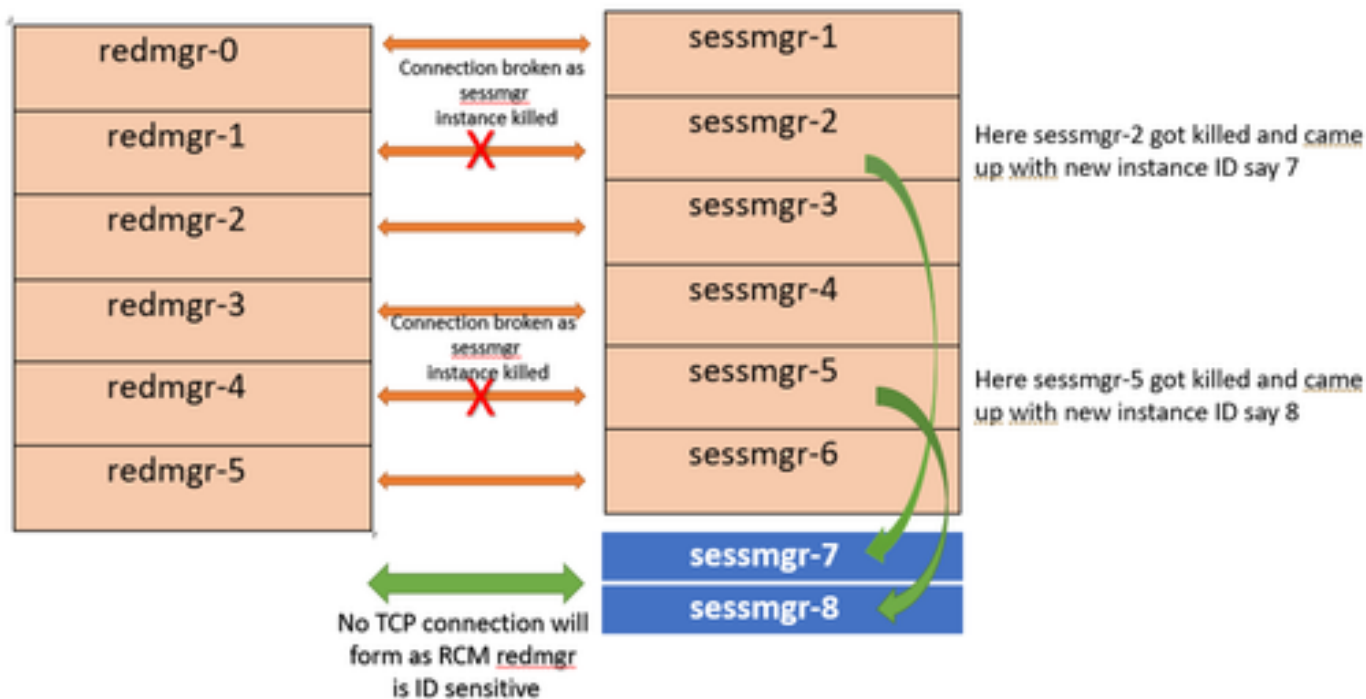 redmgr-0
redmgr-1
redmgr-2
redmgr-3
redmgr-4
redmgr-5
Connection broken as
sessmgr
instance killed
X
Connection broken as
sessmgr
instance killed
X
sessmgr-1
sessmgr-2
sessmgr-3
sessmgr-4
sessmgr-5
sessmgr-6
sessmgr-7
sessmgr-8
Here sessmgr-2 got killed and came
up with new instance ID say 7
Here sessmgr-5 got killed and came
up with new instance ID say 8
No TCP connection will
form as RCM redmgr
is ID sensitive